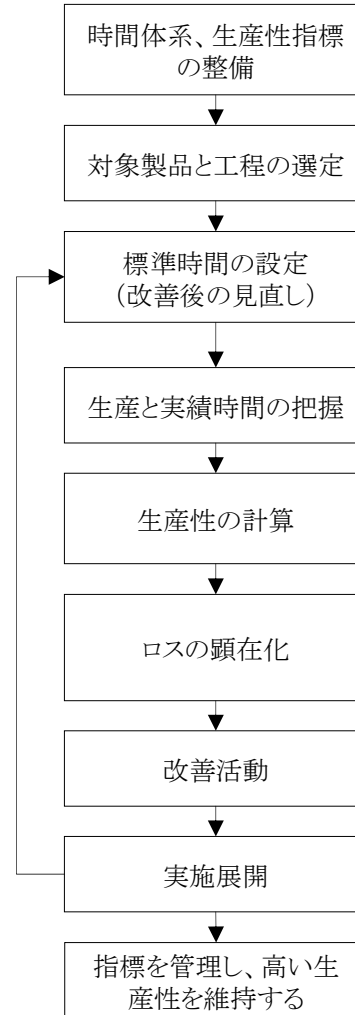 時間体系、生産性指標
の整備
対象製品と工程の選定
標準時間の設定
（改善後の見直し）
生産と実績時間の把握
生産性の計算
ロスの顕在化
改善活動
実施展開
指標を管理し、高い生
産性を維持する